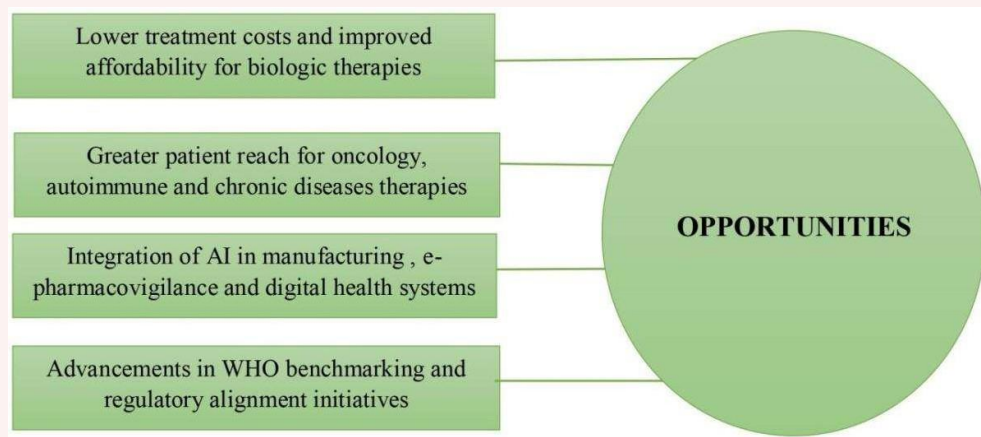 Lower treatment costs and improved
affordability for biologic therapies
Greater patient reach for oncology,
autoimmune and chronic diseases therapies
Integration of AI in manufacturing , e-
pharmacovigilance and digital health systems
Advancements in WHO benchmarking and
regulatory alignment initiatives
OPPORTUNITIES